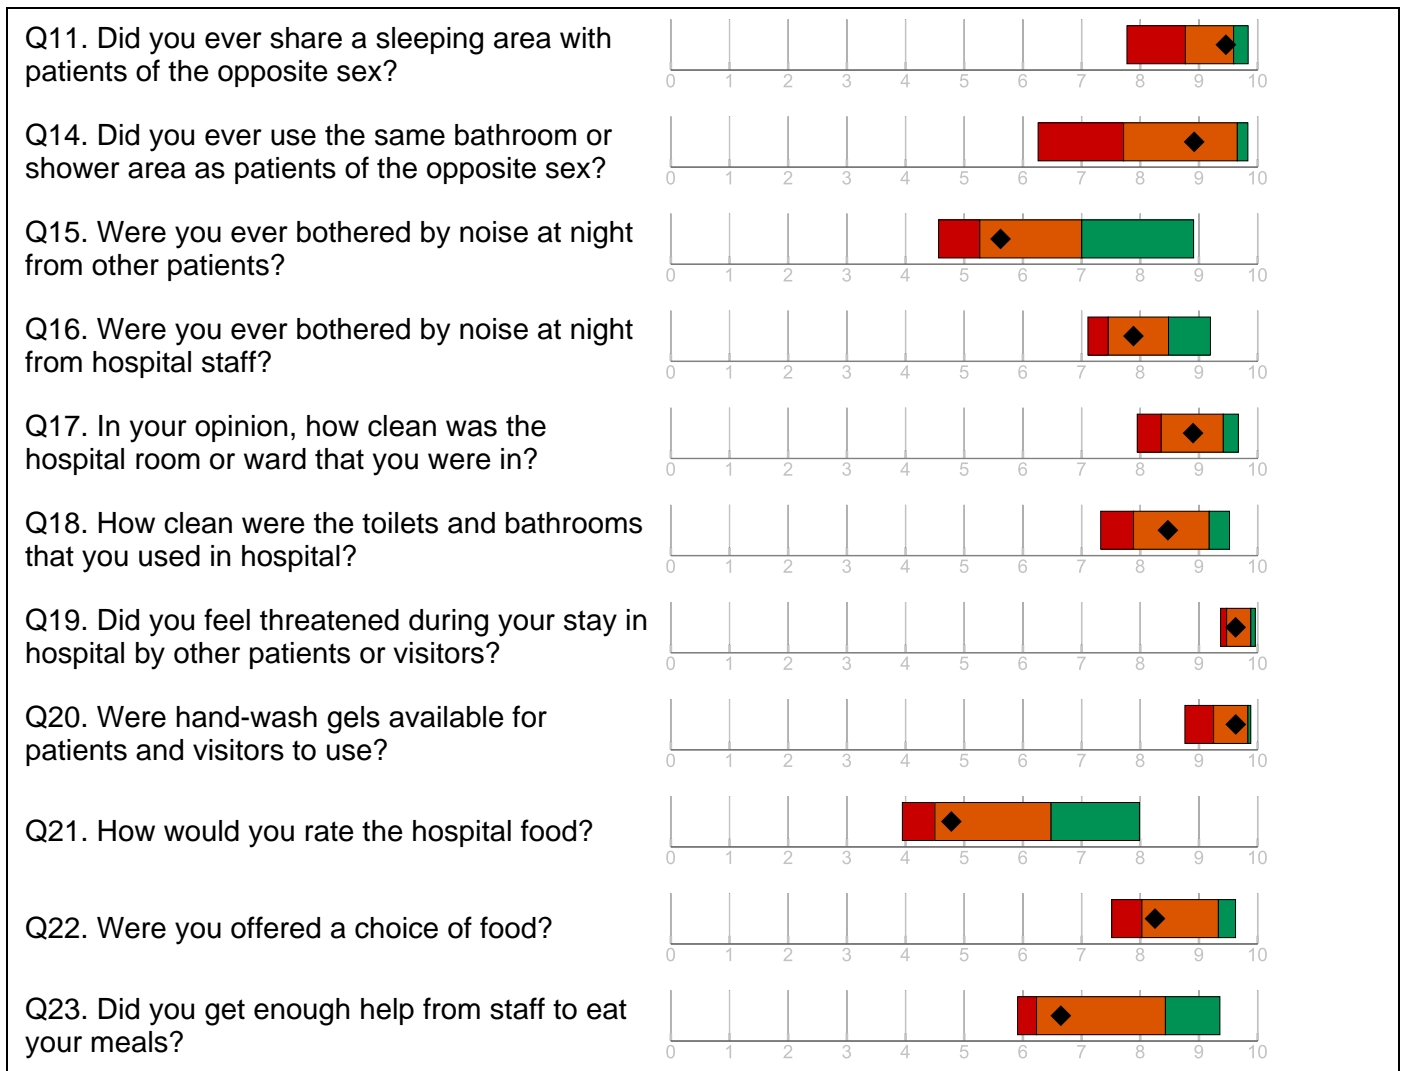 Q11. Did you ever share a sleeping area with
patients of the opposite sex?
0 1 2 3 4 5 6 7 8 9 10
Q14. Did you ever use the same bathroom or
shower area as patients of the opposite sex?
0 1 2 3 4 5 6 7 8 9 10
Q15. Were you ever bothered by noise at night
from other patients?
0 1 2 3 4 5 6 7 8 9 10
Q16. Were you ever bothered by noise at night
from hospital staff?
0 1 2 3 4 5 6 7 8 9 10
Q17. In your opinion, how clean was the
hospital room or ward that you were in?
0 1 2 3 4 5 6 7 8 9 10
Q18. How clean were the toilets and bathrooms
that you used in hospital?
0 1 2 3 4 5 6 7 8 9 10
Q19. Did you feel threatened during your stay in
hospital by other patients or visitors?
0 1 2 3 4 5 6 7 8 9 10
Q20. Were hand-wash gels available for
patients and visitors to use?
0 1 2 3 4 5 6 7 8 9 10
Q21. How would you rate the hospital food?
0 1 2 3 4 5 6 7 8 9 10
Q22. Were you offered a choice of food?
0 1 2 3 4 5 6 7 8 9 10
Q23. Did you get enough help from staff to eat
your meals?
0 1 2 3 4 5 6 7 8 9 10